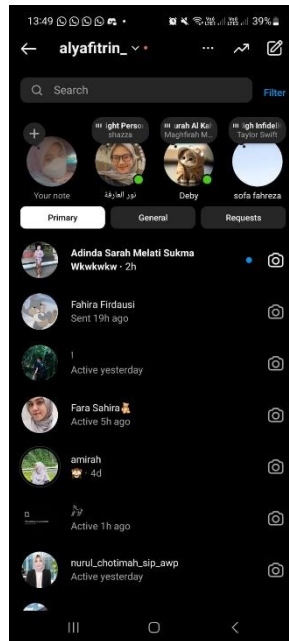 13:49
39%
alyafitrin_
Search
Filter
ight Perso
shazza
urah Al Ka
Maghfirah M..
igh Infideli
Taylor Swift
Your note
نور العارفة
Deby
sofa fahreza
Primary
General
Requests
Adinda Sarah Melati Sukma
Wkwkwkw · 2h
Fahira Firdausi
Sent 19h ago
Active yesterday
Fara Sahira
Active 5h ago
amirah
· 4d
Active 1h ago
nurul_chotimah_sip_awp
Active yesterday